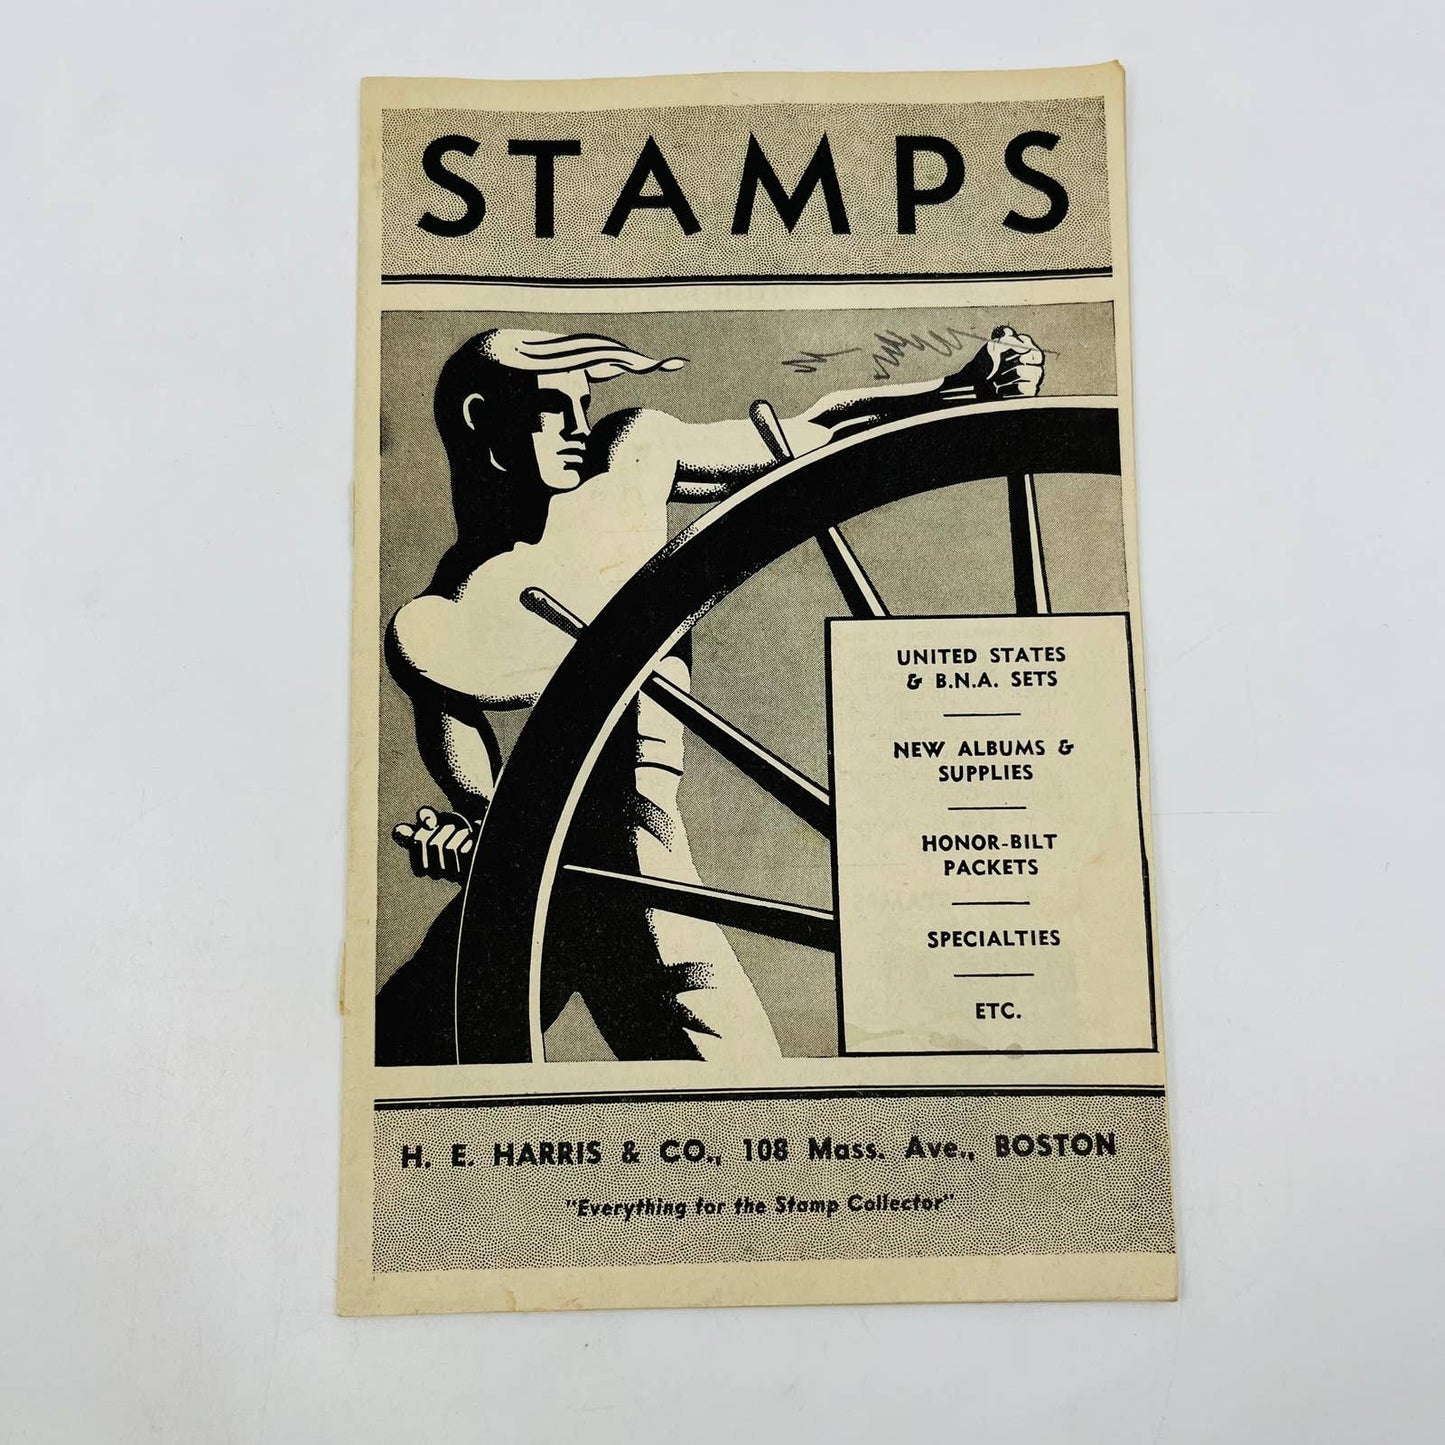 STAMPS
UNITED STATES
& B.N.A. SETS
NEW ALBUMS &
SUPPLIES
HONOR-BILT
PACKETS
SPECIALTIES
ETC.
H. E. HARRIS & CO., 108 Mass. Ave., BOSTON
"Everything for the Stamp Collector"